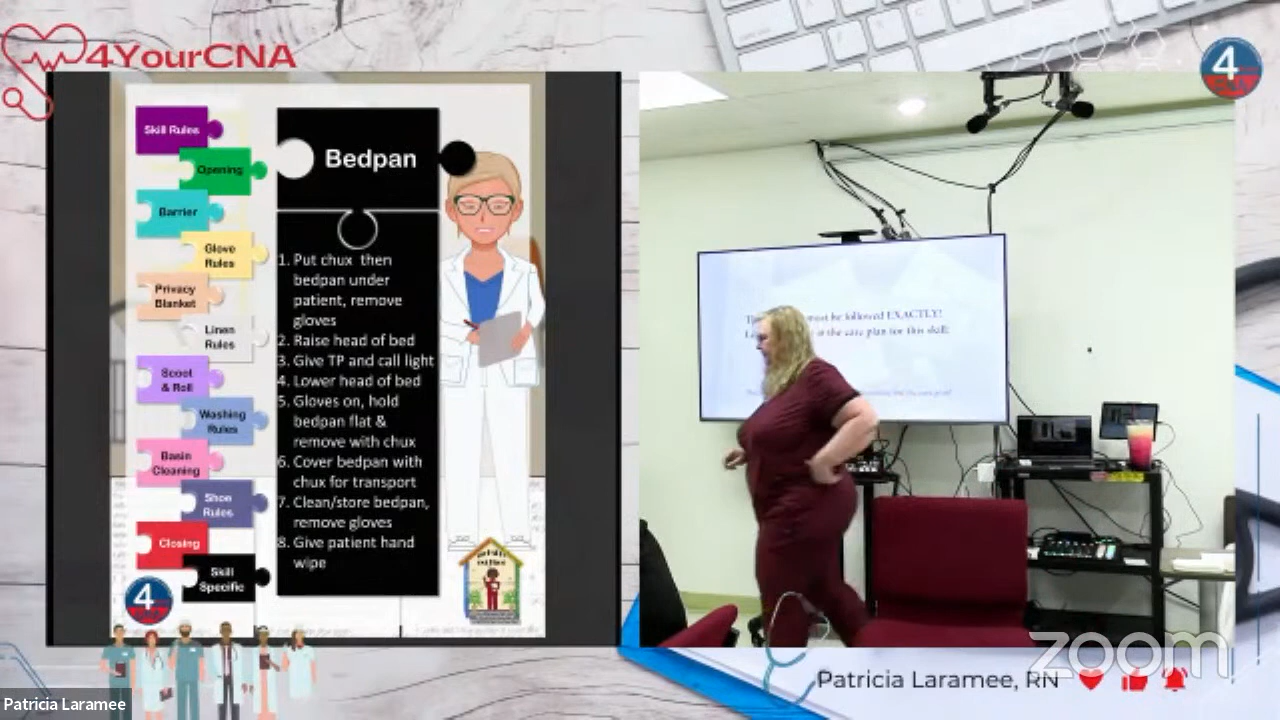 4YourCNA
4
Skill Rules
Opening
Barrier
Glove
Rules
Privacy
Blanket
Linen
Rules
Scoot
& Roll
Washing
Rules
Basin
Cleaning
Shoe
Rules
Closing
Skill
Specific
4
Bedpan
1. Put chux then
bedpan under
patient, remove
gloves
2. Raise head of bed
3. Give TP and call light
4. Lower head of bed
5. Gloves on, hold
bedpan flat &
remove with chux
6. Cover bedpan with
chux for transport
7. Clean/store bedpan,
remove gloves
8. Give patient hand
wipe
must be followed EXACTLY!
at the care plan for this skill
zoom
Patricia Laramee, RN
Patricia Laramee